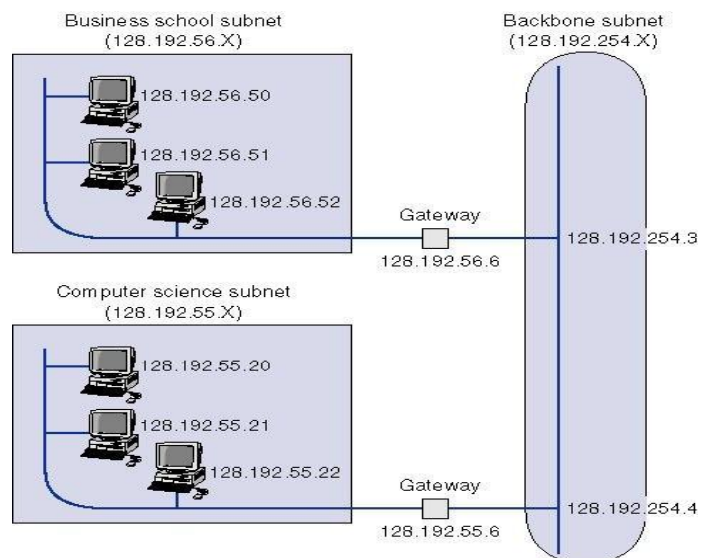 Business school subnet
(128.192.56.X)
Backbone subnet
(128.192.254.X)
128.192.56.50
128.192.56.51
128.192.56.52
Gateway
128.192.56.6
128.192.254.3
Computer science subnet
(128.192.55.X)
128.192.55.20
128.192.55.21
128.192.55.22
Gateway
128.192.55.6
128.192.254.4